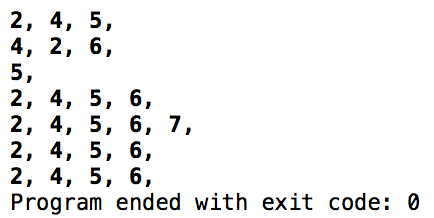 2, 4, 5,
4, 2, 6,
5,
2, 4, 5, 6,
2, 4, 5, 6, 7,
2, 4, 5, 6,
2, 4, 5, 6,
Program ended with exit code: 0